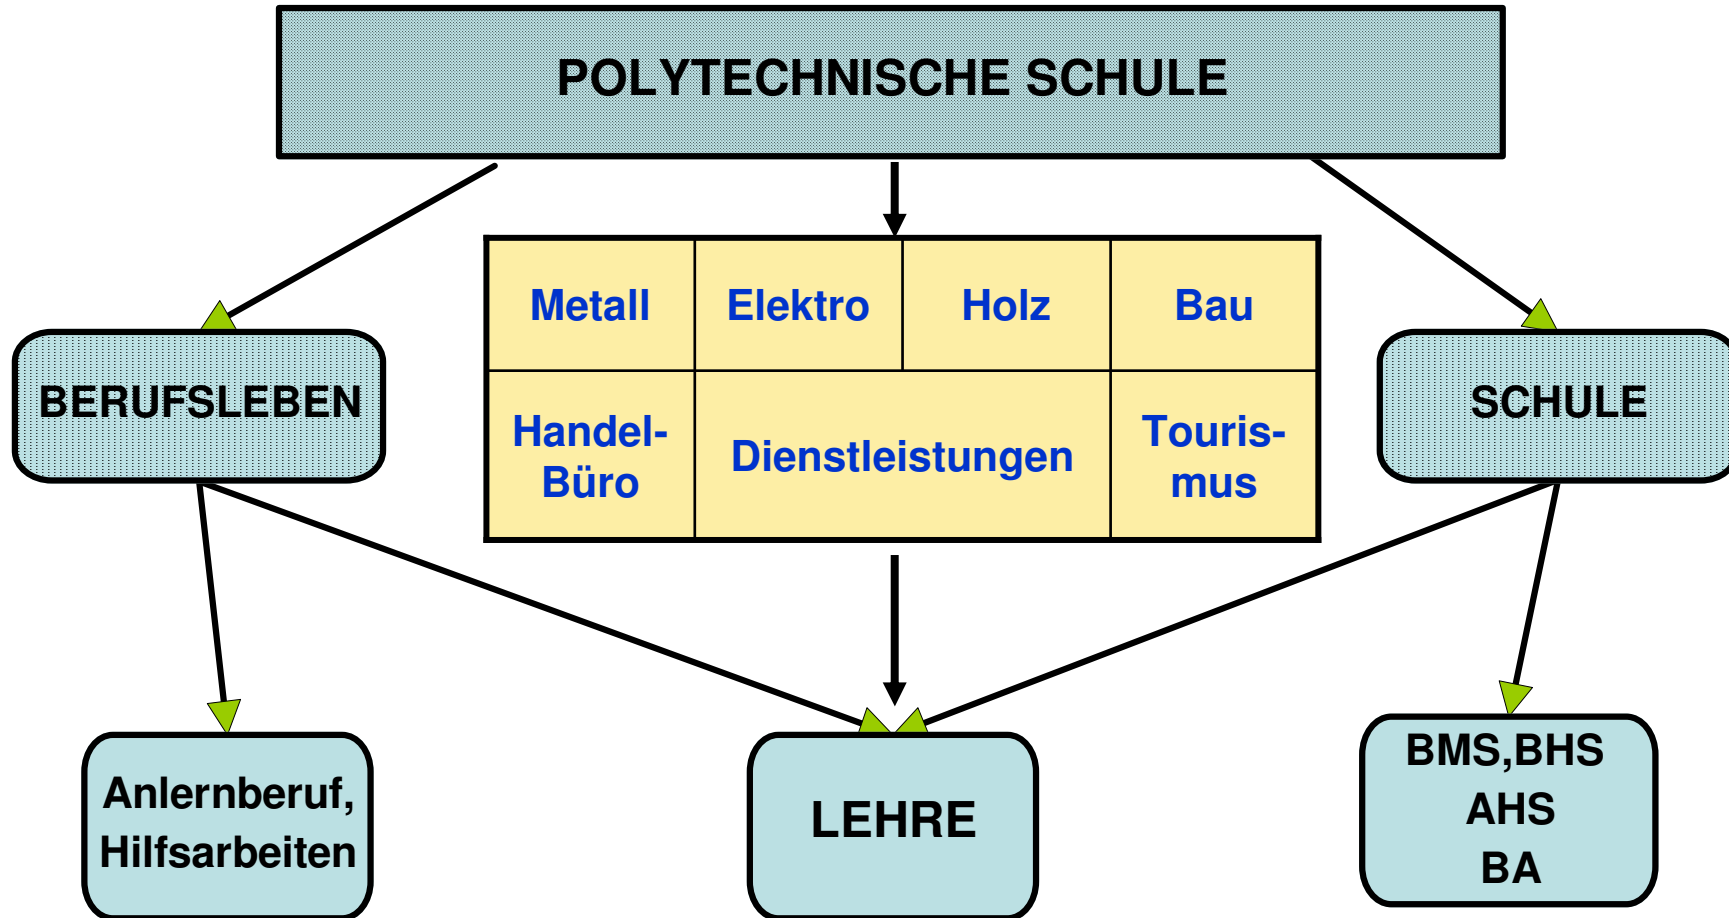 POLYTECHNISCHE SCHULE
Metall
Elektro
Holz
Bau
BERUFSLEBEN
Handel-
Büro
Dienstleistungen
Touris-
mus
SCHULE
Anlernberuf,
Hilfsarbeiten
LEHRE
BMS,BHS
AHS
BA